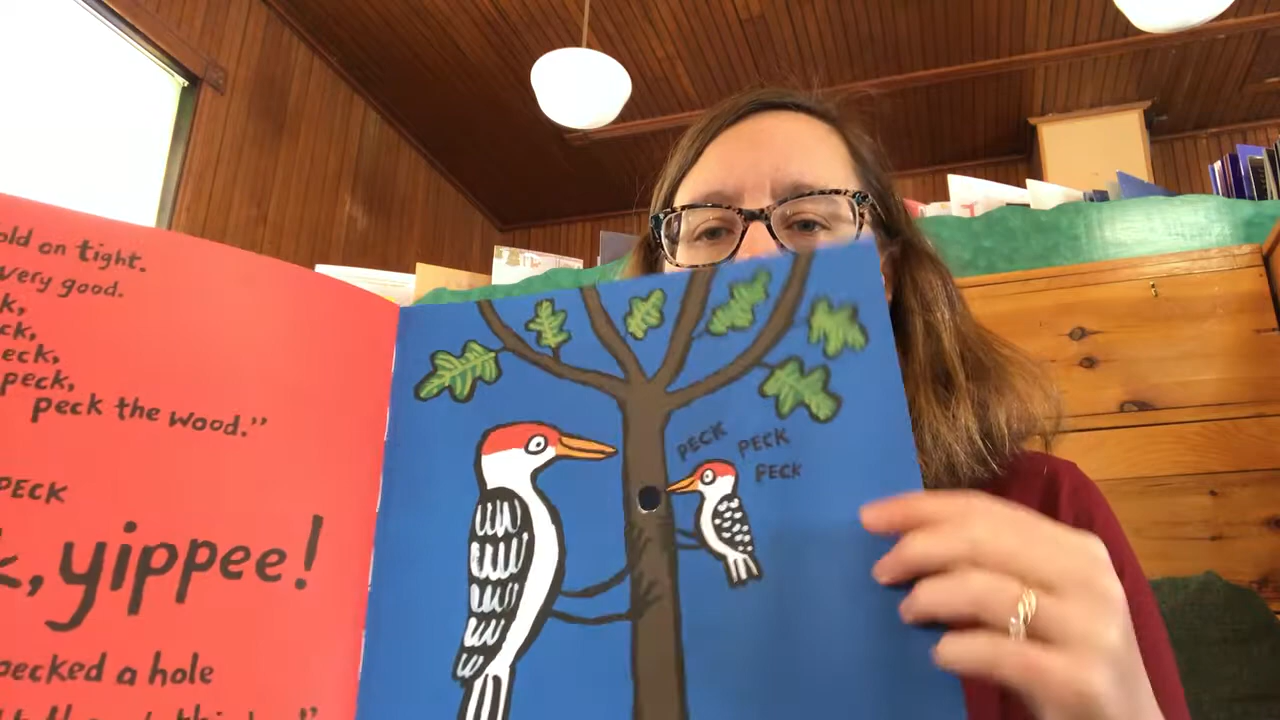 old on tight.
very good.
k,
ck,
eck,
peck,
peck the wood."
PECK
k, yippee!
pecked a hole
PECK
PECK
PECK